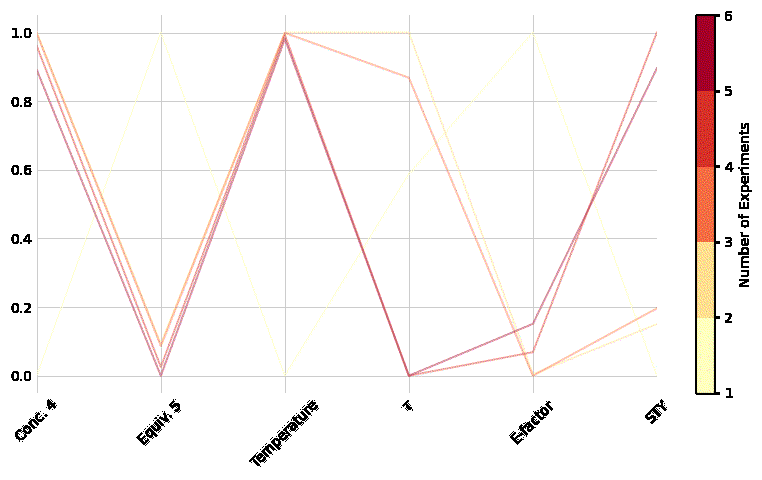 1.0
0.8
0.6
0.4
0.2
0.0
Conc. 4
Equiv. 5
Temperature
τ
E-factor
STY
6
5
4
3
2
1
Number of Experiments